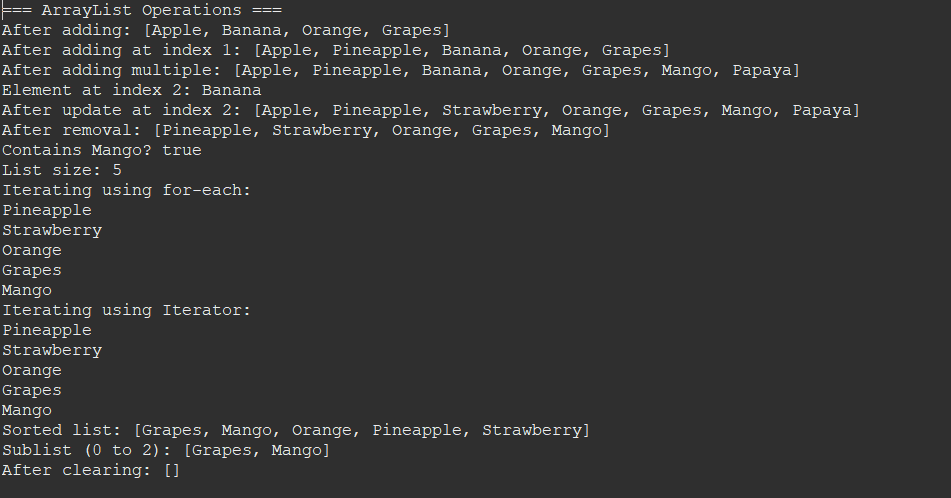 === ArrayList Operations ===
After adding: [Apple, Banana, Orange, Grapes]
After adding at index 1: [Apple, Pineapple, Banana, Orange, Grapes]
After adding multiple: [Apple, Pineapple, Banana, Orange, Grapes, Mango, Papaya]
Element at index 2: Banana
After update at index 2: [Apple, Pineapple, Strawberry, Orange, Grapes, Mango, Papaya]
After removal: [Pineapple, Strawberry, Orange, Grapes, Mango]
Contains Mango? true
List size: 5
Iterating using for-each:
Pineapple
Strawberry
Orange
Grapes
Mango
Iterating using Iterator:
Pineapple
Strawberry
Orange
Grapes
Mango
Sorted list: [Grapes, Mango, Orange, Pineapple, Strawberry]
Sublist (0 to 2): [Grapes, Mango]
After clearing: []